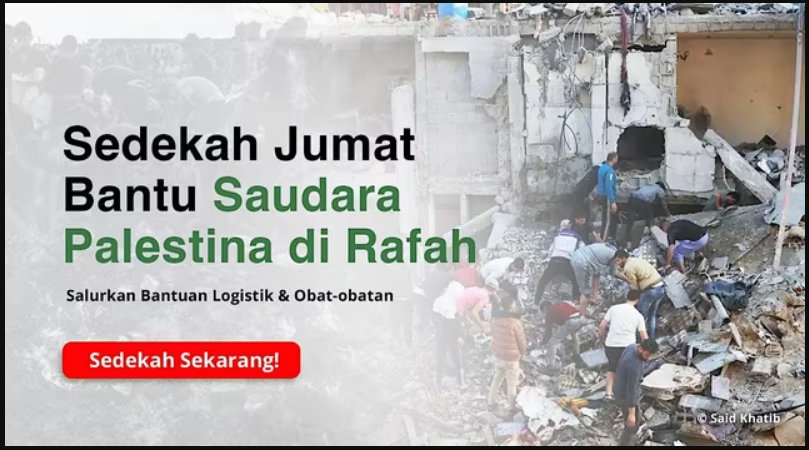 Sedekah Jumat
Bantu Saudara
Palestina di Rafah
Salurkan Bantuan Logistik & Obat-obatan
Sedekah Sekarang!
© Said Khatib